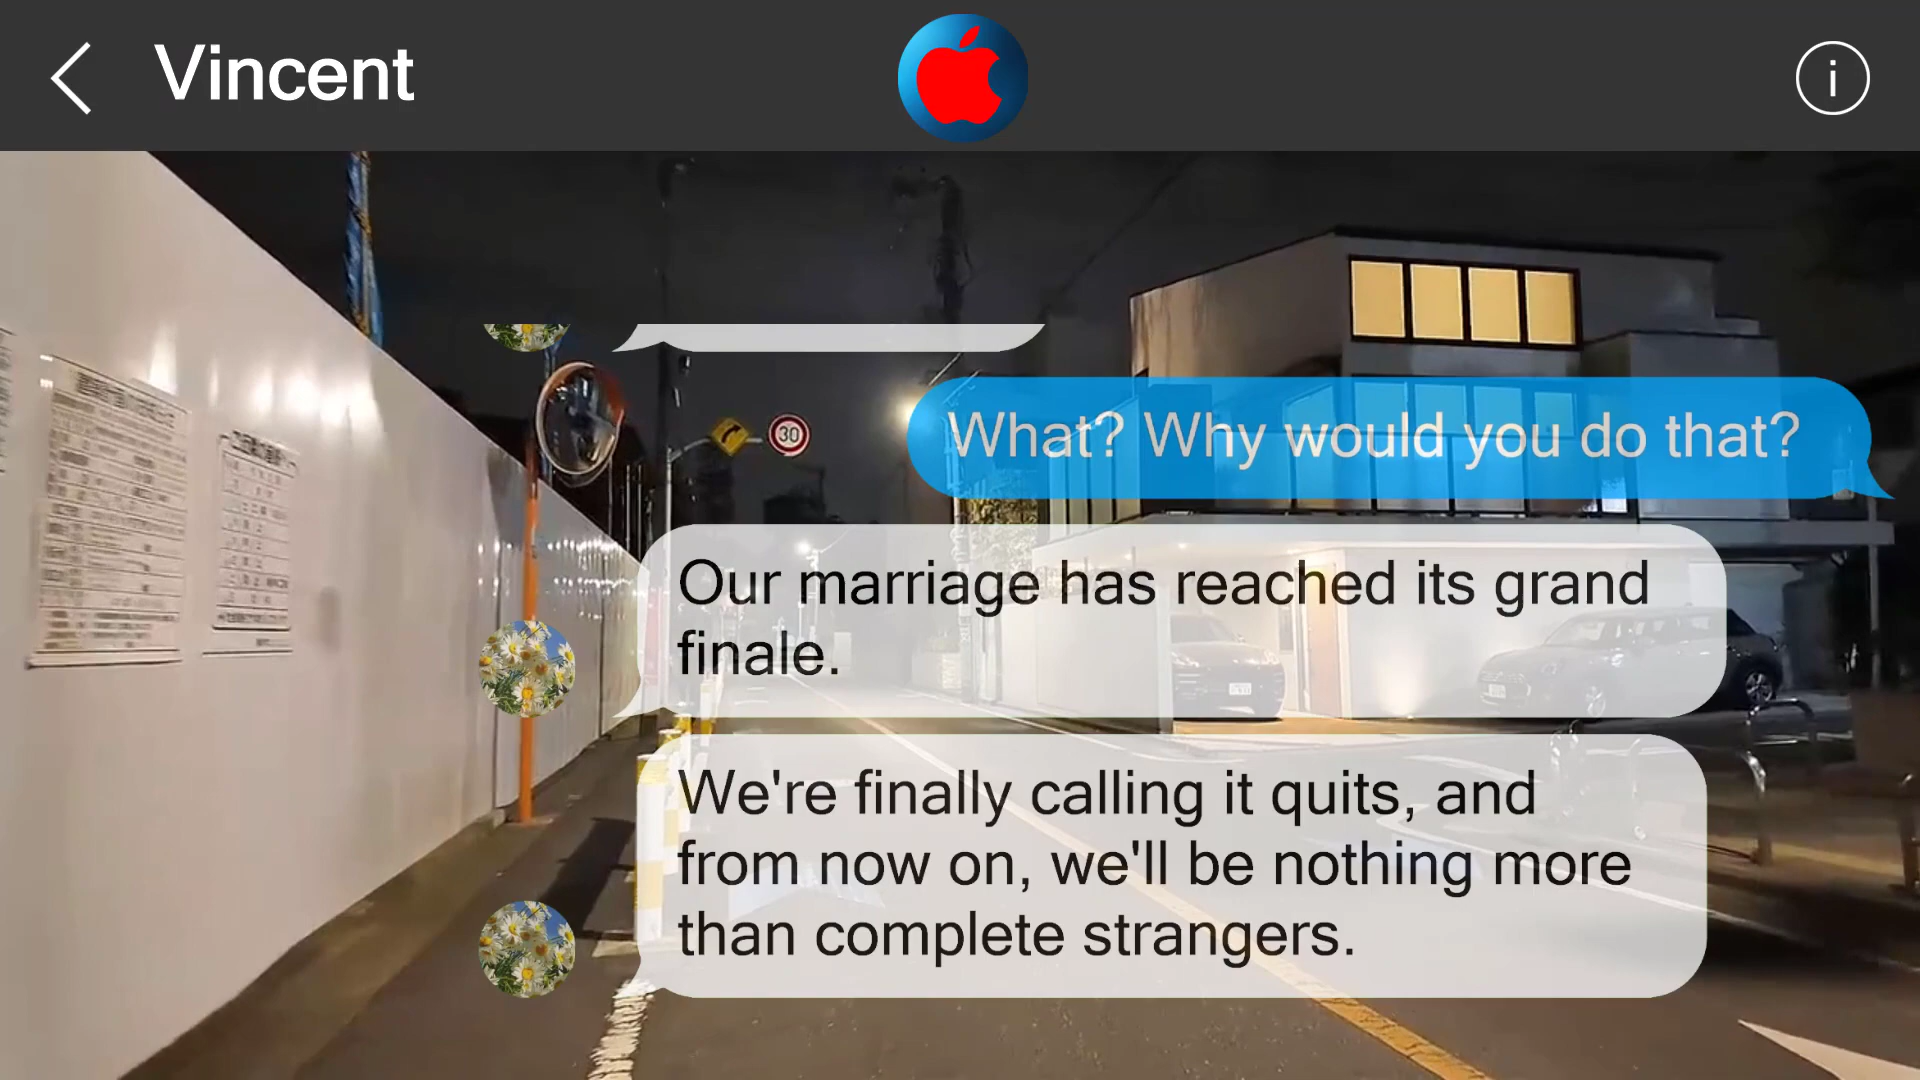 Vincent
What? Why would you do that?
30
Our marriage has reached its grand
finale.
We're finally calling it quits, and
from now on, we'll be nothing more
than complete strangers.